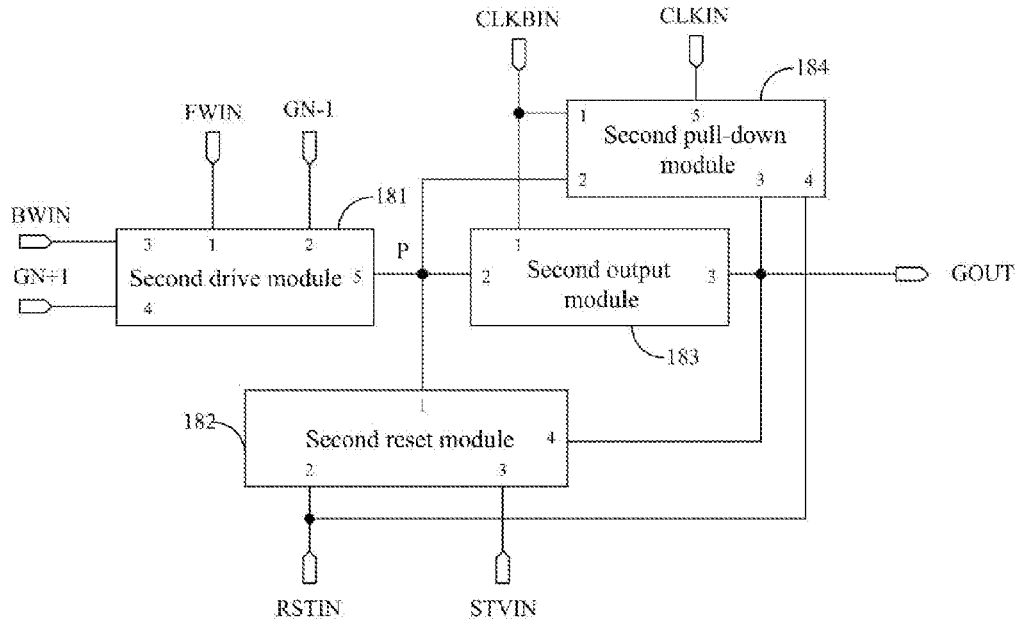 CLKBIN
CLKIN
184
FWIN
GN-1
1
5
Second pull-down
module
2
3
4
181
BWIN
3
1
2
P
1
Second drive module
5
2
Second output
module
3
GOUT
GN+1
4
183
182
1
Second reset module
4
2
3
RSTIN
STVIN